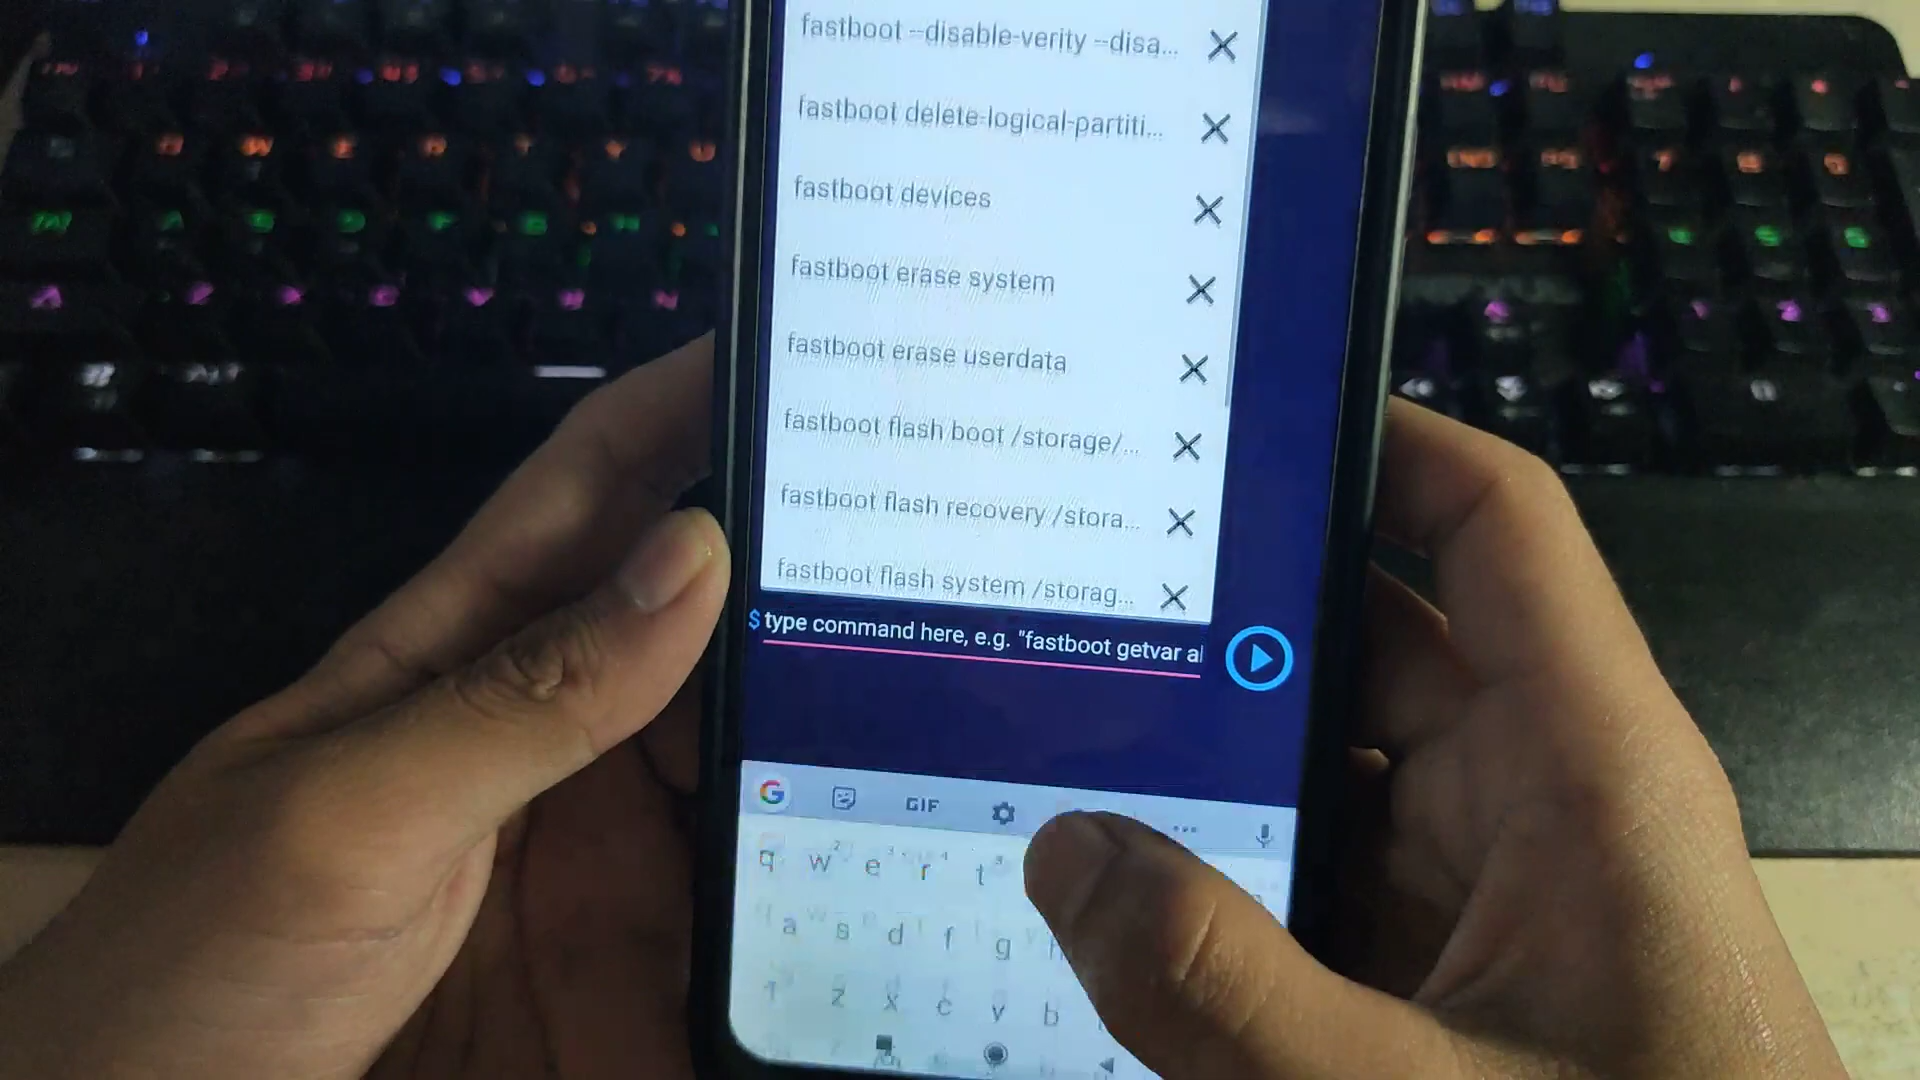 fastboot --disable-verity --disa...
fastboot delete-logical-partiti...
fastboot devices
fastboot erase system
fastboot erase userdata
fastboot flash boot /storage/...
fastboot flash recovery /stora...
fastboot flash system /storag...
$ type command here, e.g. "fastboot getvar al
G GIF
q w e r t
a s d f g h
z x c v b